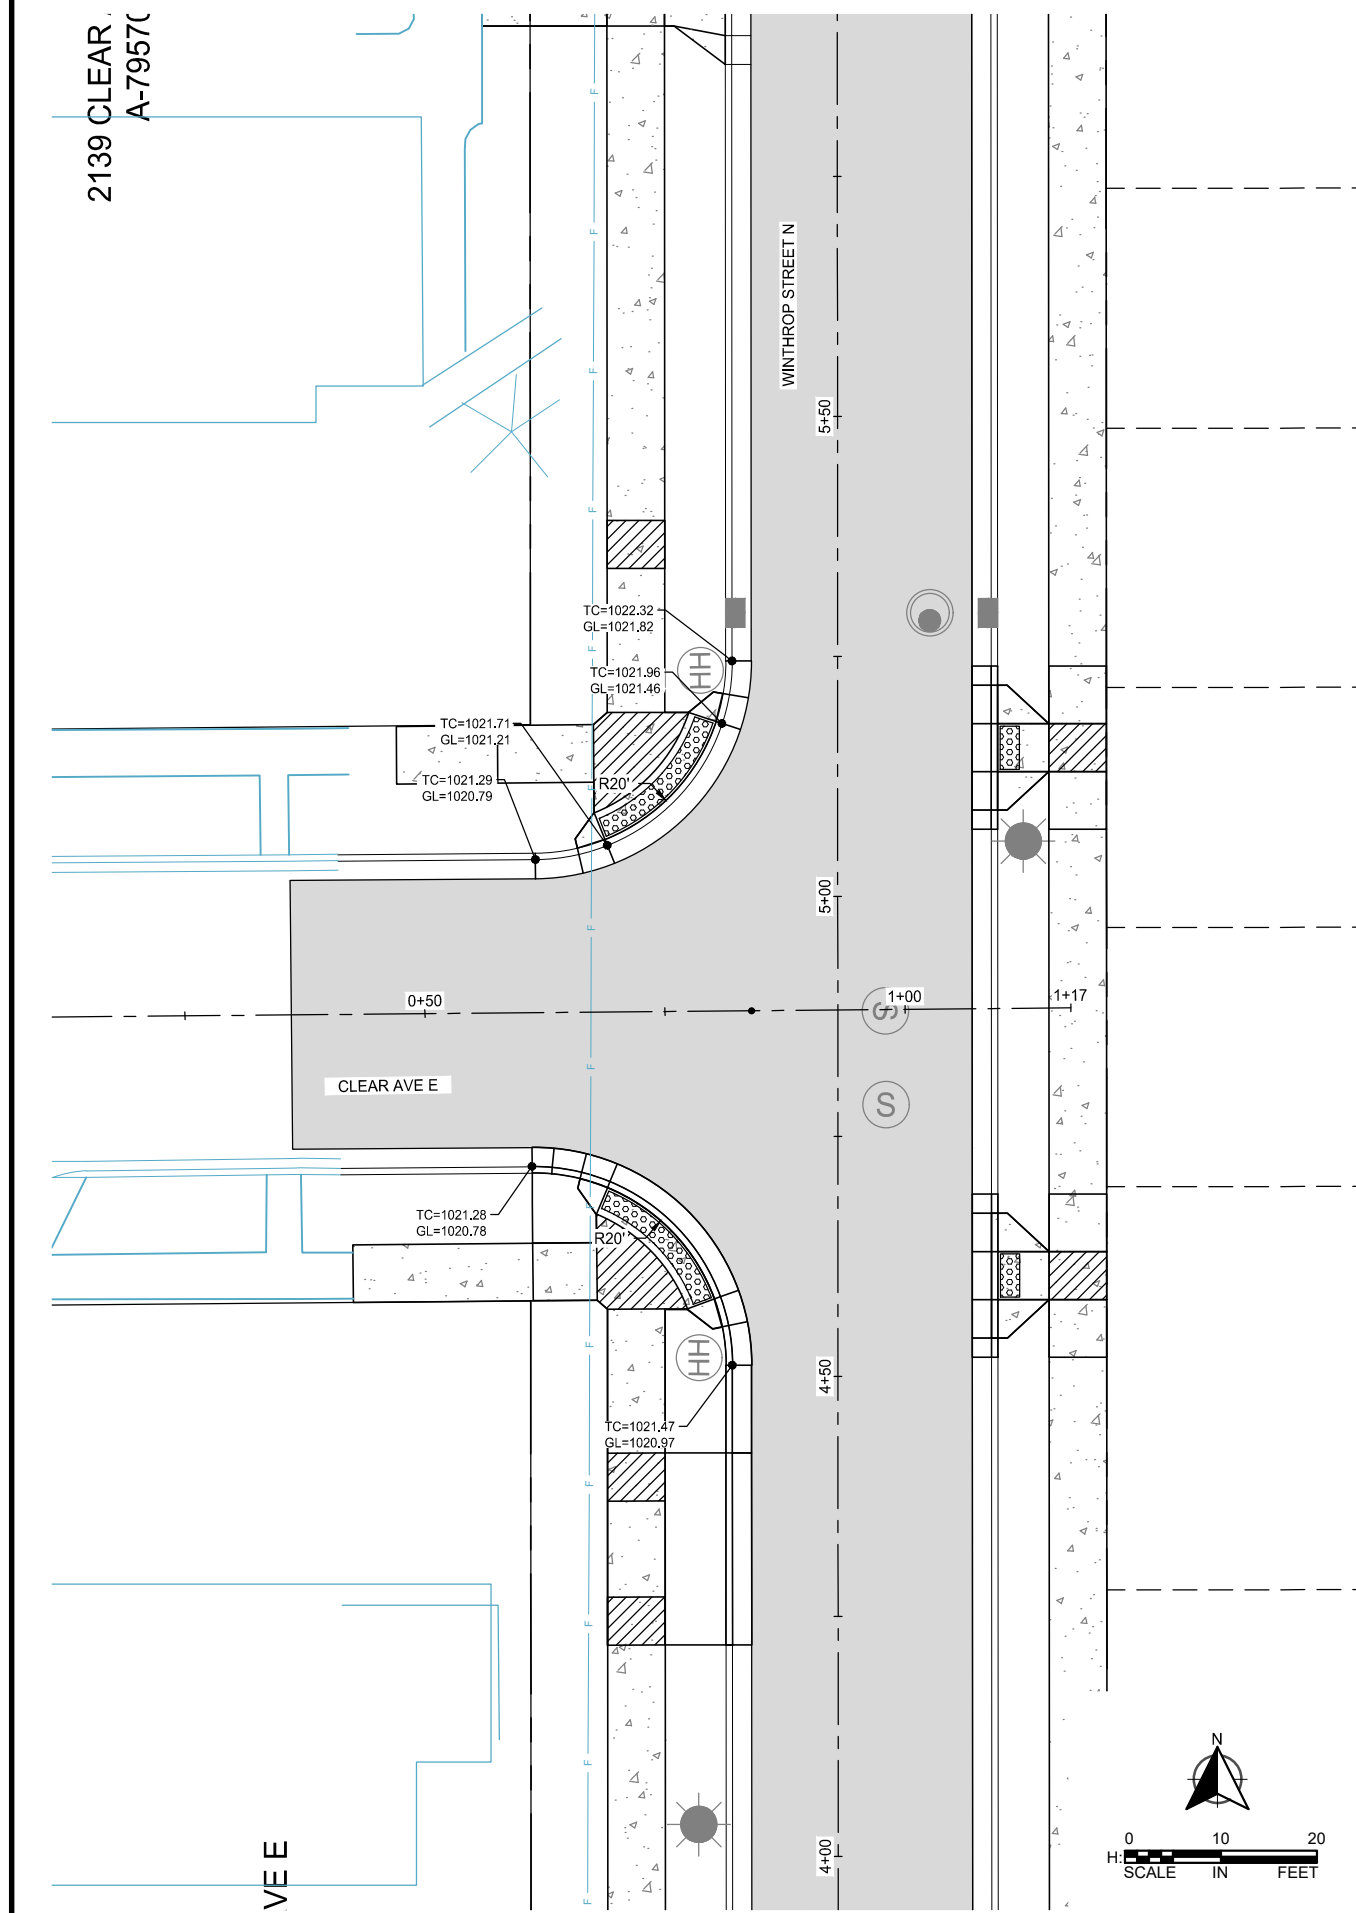 2139 CLEAR
A-7957
WINTHROP STREET N
5+50
TC=1022.32
GL=1021.82
HH
TC=1021.96
GL=1021.46
TC=1021.71
GL=1021.21
TC=1021.29
GL=1020.79
R20'
5+00
0+50
1+00
1+17
S
CLEAR AVE E
S
TC=1021.28
GL=1020.78
R20'
HH
4+50
TC=1021.47
GL=1020.97
4+00
VE E
N
0 10 20
H:
SCALE IN FEET
F
F
F
F
F
F
F
F
F
F
F
F
F
F